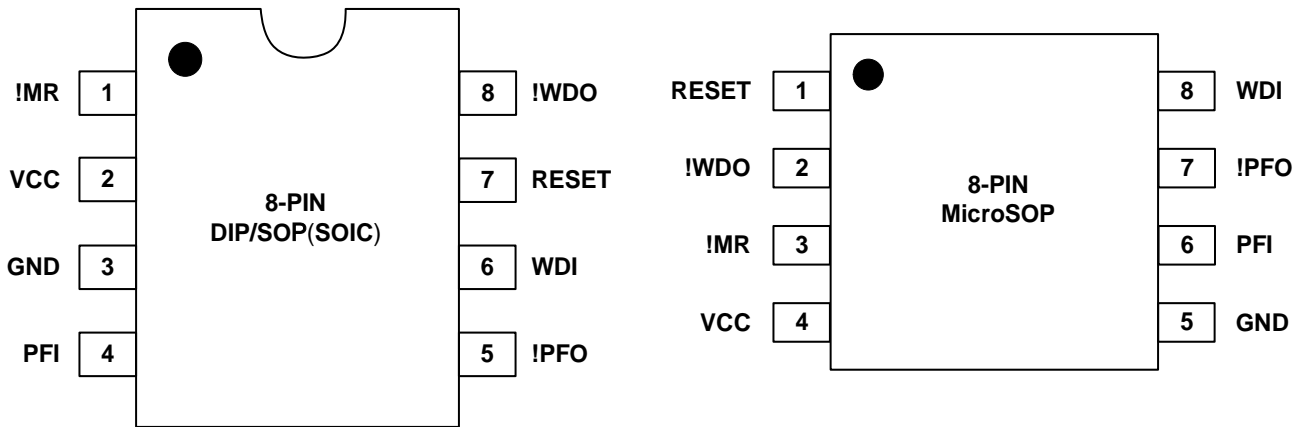 !MR 1 8 !WDO
VCC 2 7 RESET
8-PIN
DIP/SOP(SOIC)
GND 3 6 WDI
PFI 4 5 !PFO
RESET 1 8 WDI
!WDO 2 7 !PFO
8-PIN
MicroSOP
!MR 3 6 PFI
VCC 4 5 GND